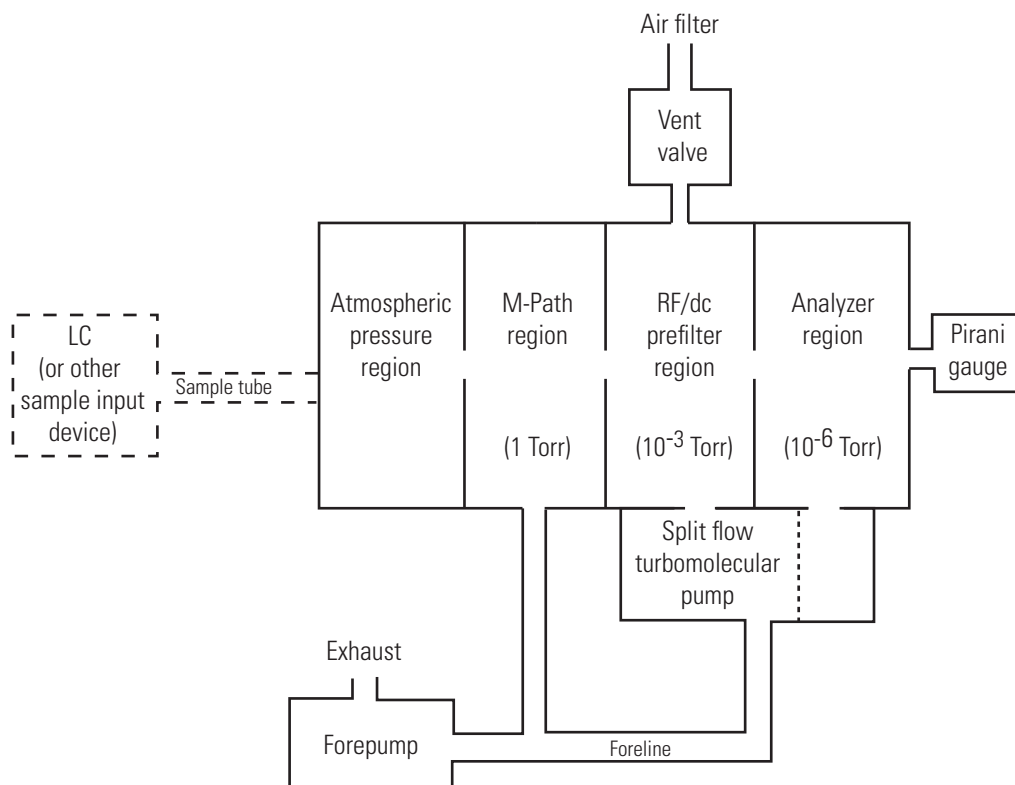 Air filter
Vent
valve
LC
(or other
sample input
device)
Sample tube
Atmospheric
pressure
region
M-Path
region
(1 Torr)
RF/dc
prefilter
region
(10⁻³ Torr)
Analyzer
region
(10⁻⁶ Torr)
Pirani
gauge
Split flow
turbomolecular
pump
Exhaust
Forepump
Foreline